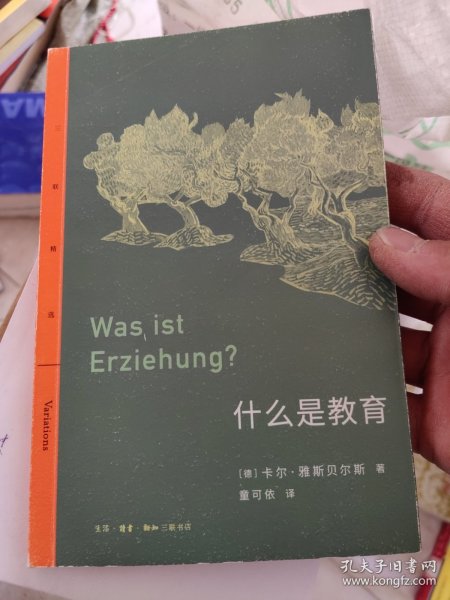 三联精选
Variations
Was ist
Erziehung?
什么是教育
[德] 卡尔·雅斯贝尔斯 著
童可依 译
生活·读书·新知三联书店
孔夫子旧书网
www.kongfz.com